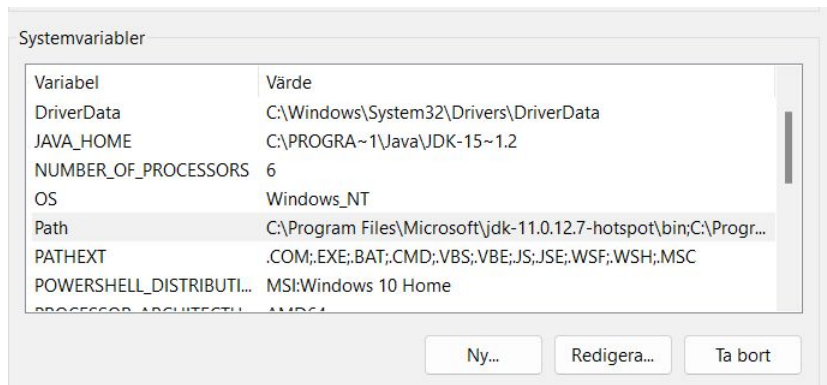 Systemvariabler
Variabel Värde
DriverData C:\Windows\System32\Drivers\DriverData
JAVA_HOME C:\PROGRA~1\Java\JDK-15~1.2
NUMBER_OF_PROCESSORS 6
OS Windows_NT
Path C:\Program Files\Microsoft\jdk-11.0.12.7-hotspot\bin;C:\Progr...
PATHEXT .COM;.EXE;.BAT;.CMD;.VBS;.VBE;.JS;.JSE;.WSF;.WSH;.MSC
POWERSHELL_DISTRIBUTI... MSI:Windows 10 Home
Ny... Redigera... Ta bort